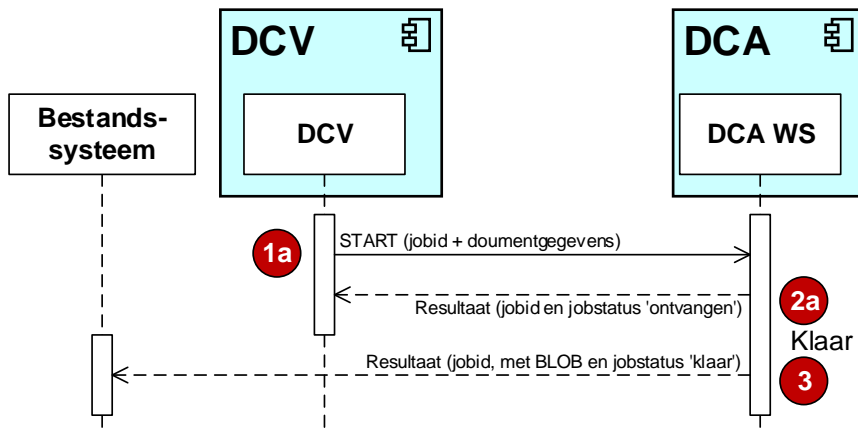 DCV
DCA
Bestands-
systeem
DCV
DCA WS
1a
START (jobid + doumentgegevens)
2a
Resultaat (jobid en jobstatus 'ontvangen')
Klaar
Resultaat (jobid, met BLOB en jobstatus 'klaar')
3